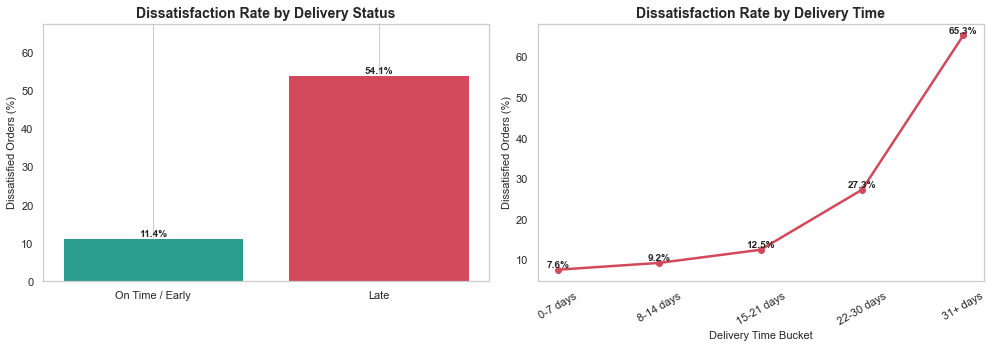 Dissatisfaction Rate by Delivery Status
Dissatisfied Orders (%)
60
50
40
30
20
10
0
11.4%
54.1%
On Time / Early
Late
Dissatisfaction Rate by Delivery Time
Dissatisfied Orders (%)
60
50
40
30
20
10
7.6%
9.2%
12.5%
27.3%
65.3%
0-7 days
8-14 days
15-21 days
22-30 days
31+ days
Delivery Time Bucket